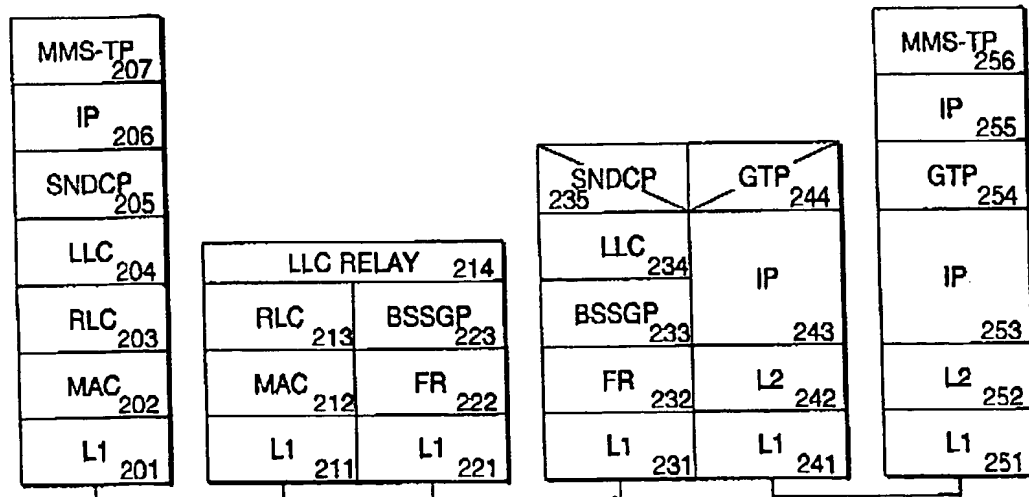 MMS-TP 207
IP 206
SNDCP 205
LLC 204
RLC 203
MAC 202
L1 201
LLC RELAY 214
RLC 213
BSSGP 223
MAC 212
FR 222
L1 211
L1 221
SNDCP 235
GTP 244
LLC 234
IP 243
BSSGP 233
FR 232
L2 242
L1 231
L1 241
MMS-TP 256
IP 255
GTP 254
IP 253
L2 252
L1 251